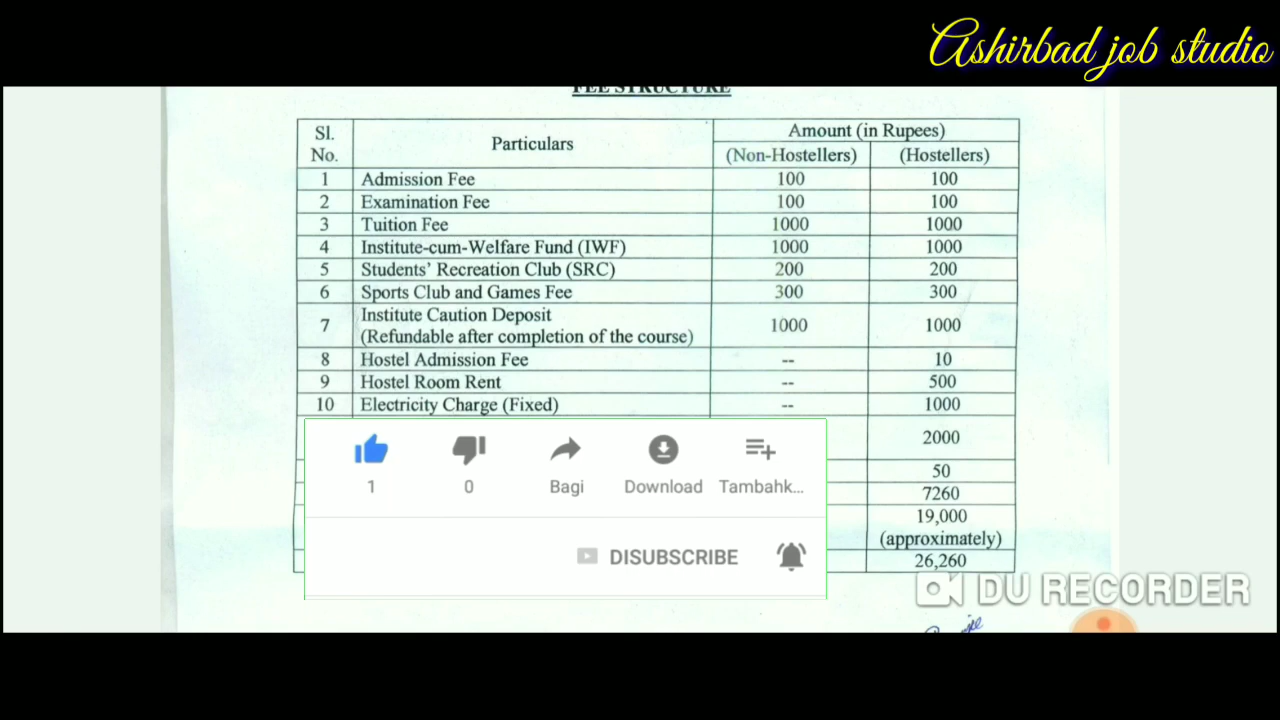 Ashirbad job studio
FEE STRUCTURE
Sl. No. Particulars Amount (in Rupees)
(Non-Hostellers) (Hostellers)
1 Admission Fee 100 100
2 Examination Fee 100 100
3 Tuition Fee 1000 1000
4 Institute-cum-Welfare Fund (IWF) 1000 1000
5 Students' Recreation Club (SRC) 200 200
6 Sports Club and Games Fee 300 300
7 Institute Caution Deposit
(Refundable after completion of the course) 1000 1000
8 Hostel Admission Fee -- 10
9 Hostel Room Rent -- 500
10 Electricity Charge (Fixed) -- 1000
2000
50
7260
19,000
(approximately)
26,260
1 0 Bagi Download Tambahk...
DISUBSCRIBE
DU RECORDER